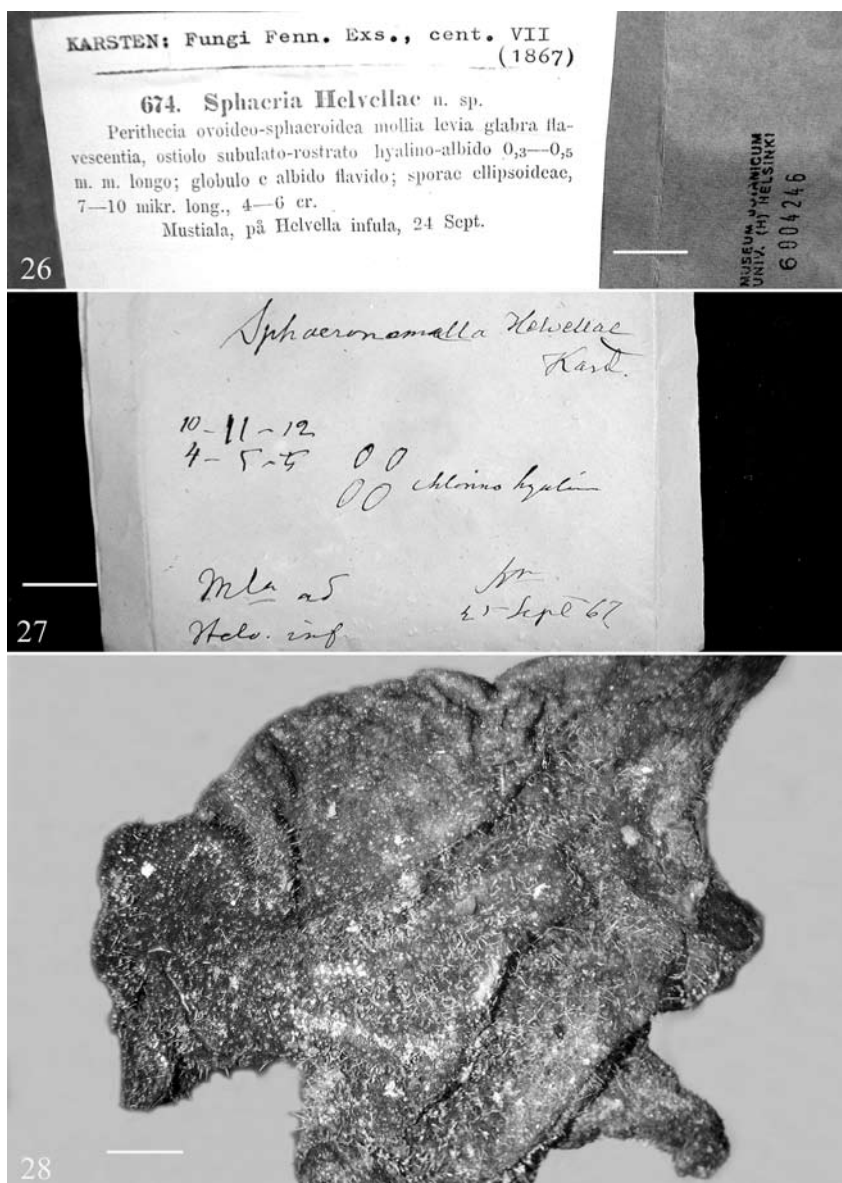 KARSTEN: Fungi Fenn. Exs., cent. VII
(1867)
674. Sphaeria Helvellae n. sp.
Perithecia ovoideo-sphaeroidea mollia levia glabra fla-
vescentia, ostiolo subulato-rostrato hyalino-albido 0,3—0,5
m. m. longo; globulo e albido flavido; sporae ellipsoideae,
7—10 mikr. long., 4—6 cr.
Mustiala, på Helvella infula, 24 Sept.
MUSEUM BOTANICUM
UNIV. (H) HELSINKI
6004246
26
Sphaeronemella Helvellae
Karst.
10-11-12
4-5-5
hyalin
Mla ad
Helv. inf.
Sept 67
27
28